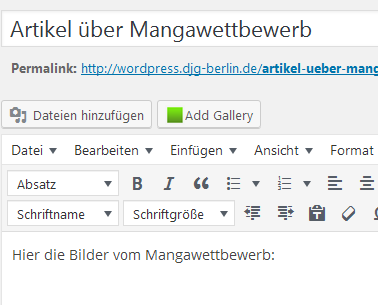 Artikel über Mangawettbewerb
Permalink: http://wordpress.djg-berlin.de/artikel-ueber-mang
Dateien hinzufügen Add Gallery
Datei Bearbeiten Einfügen Ansicht Format
Absatz B I
Schriftname Schriftgröße
Hier die Bilder vom Mangawettbewerb: